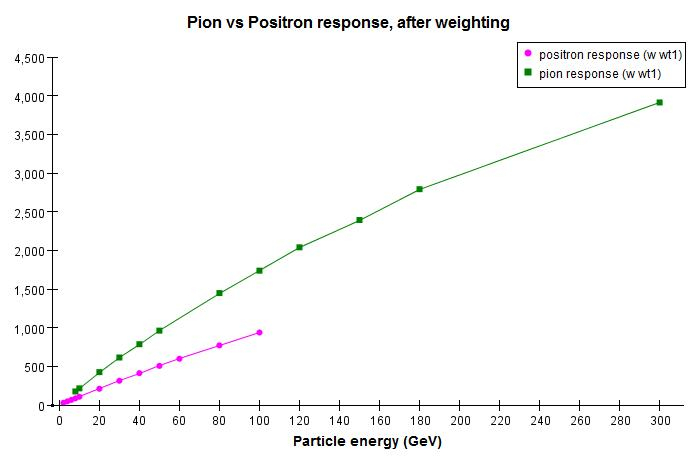 Pion vs Positron response, after weighting
positron response (w wt1)
pion response (w wt1)
4,500
4,000
3,500
3,000
2,500
2,000
1,500
1,000
500
0
0 20 40 60 80 100 120 140 160 180 200 220 240 260 280 300
Particle energy (GeV)